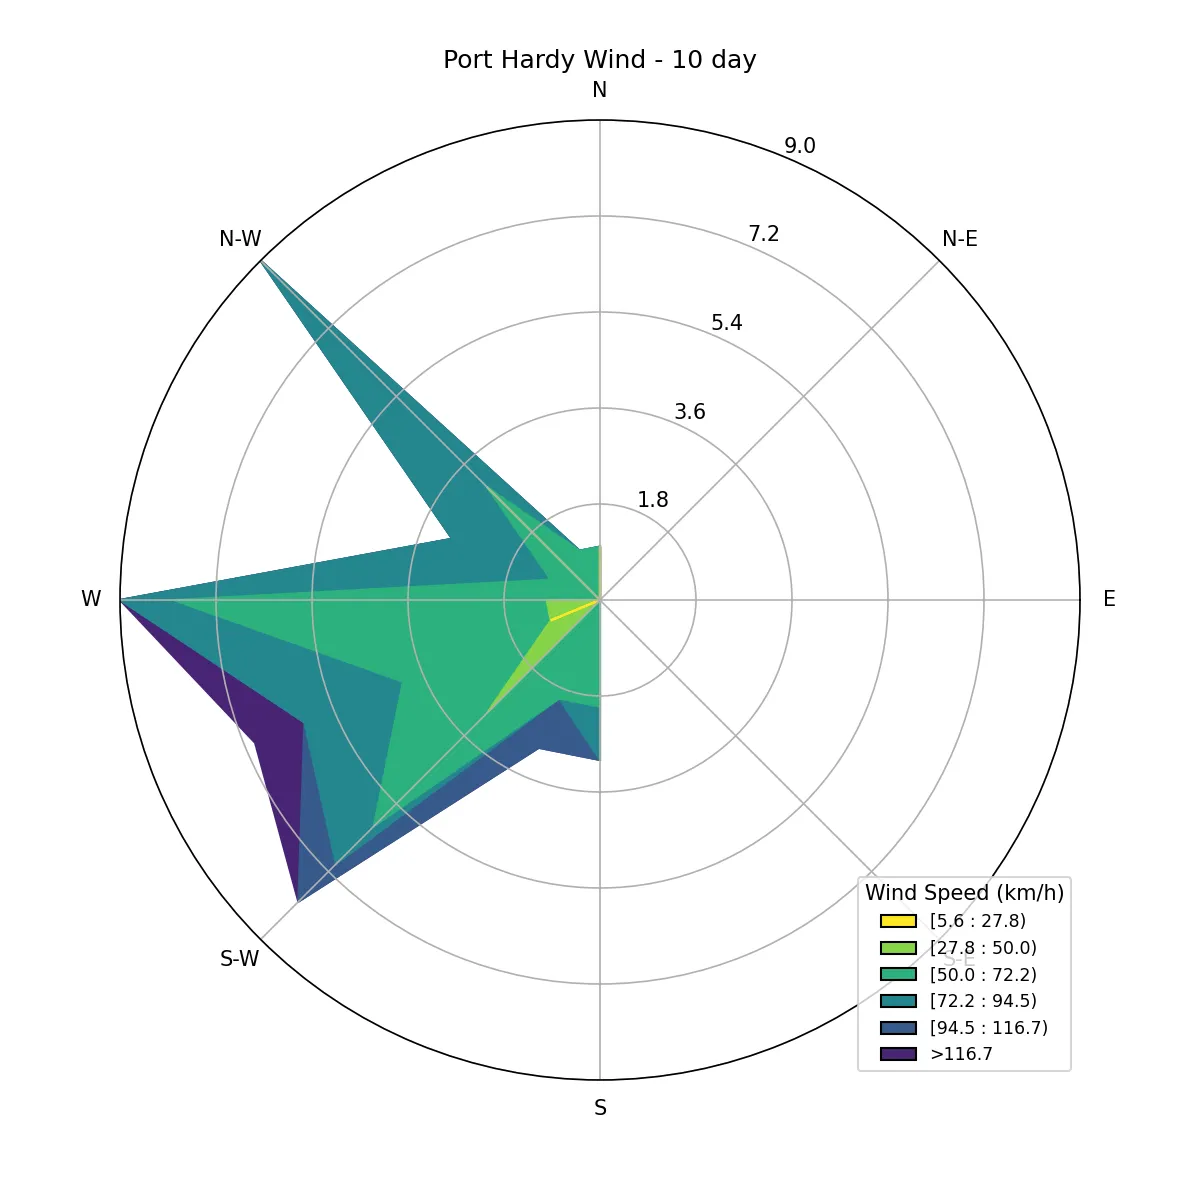 Port Hardy Wind - 10 day
N
9.0
N-W
N-E
7.2
5.4
3.6
1.8
W
E
S-W
S-E
S
Wind Speed (km/h)
[5.6 : 27.8)
[27.8 : 50.0)
[50.0 : 72.2)
[72.2 : 94.5)
[94.5 : 116.7)
>116.7